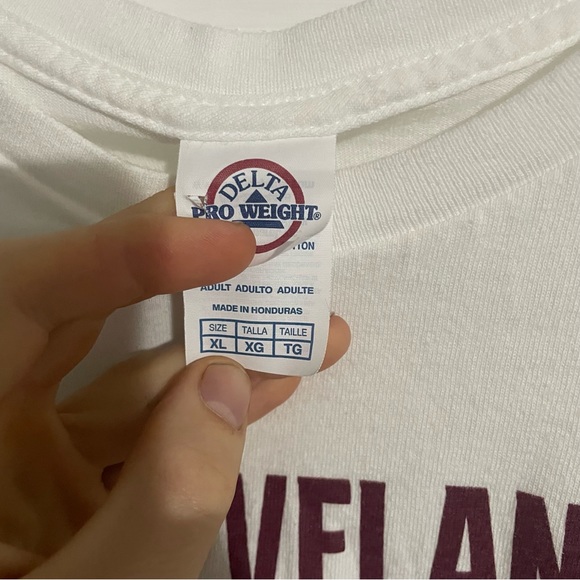 DELTA
PRO WEIGHT®
ADULT ADULTO ADULTE
MADE IN HONDURAS
SIZE TALLA TAILLE
XL XG TG